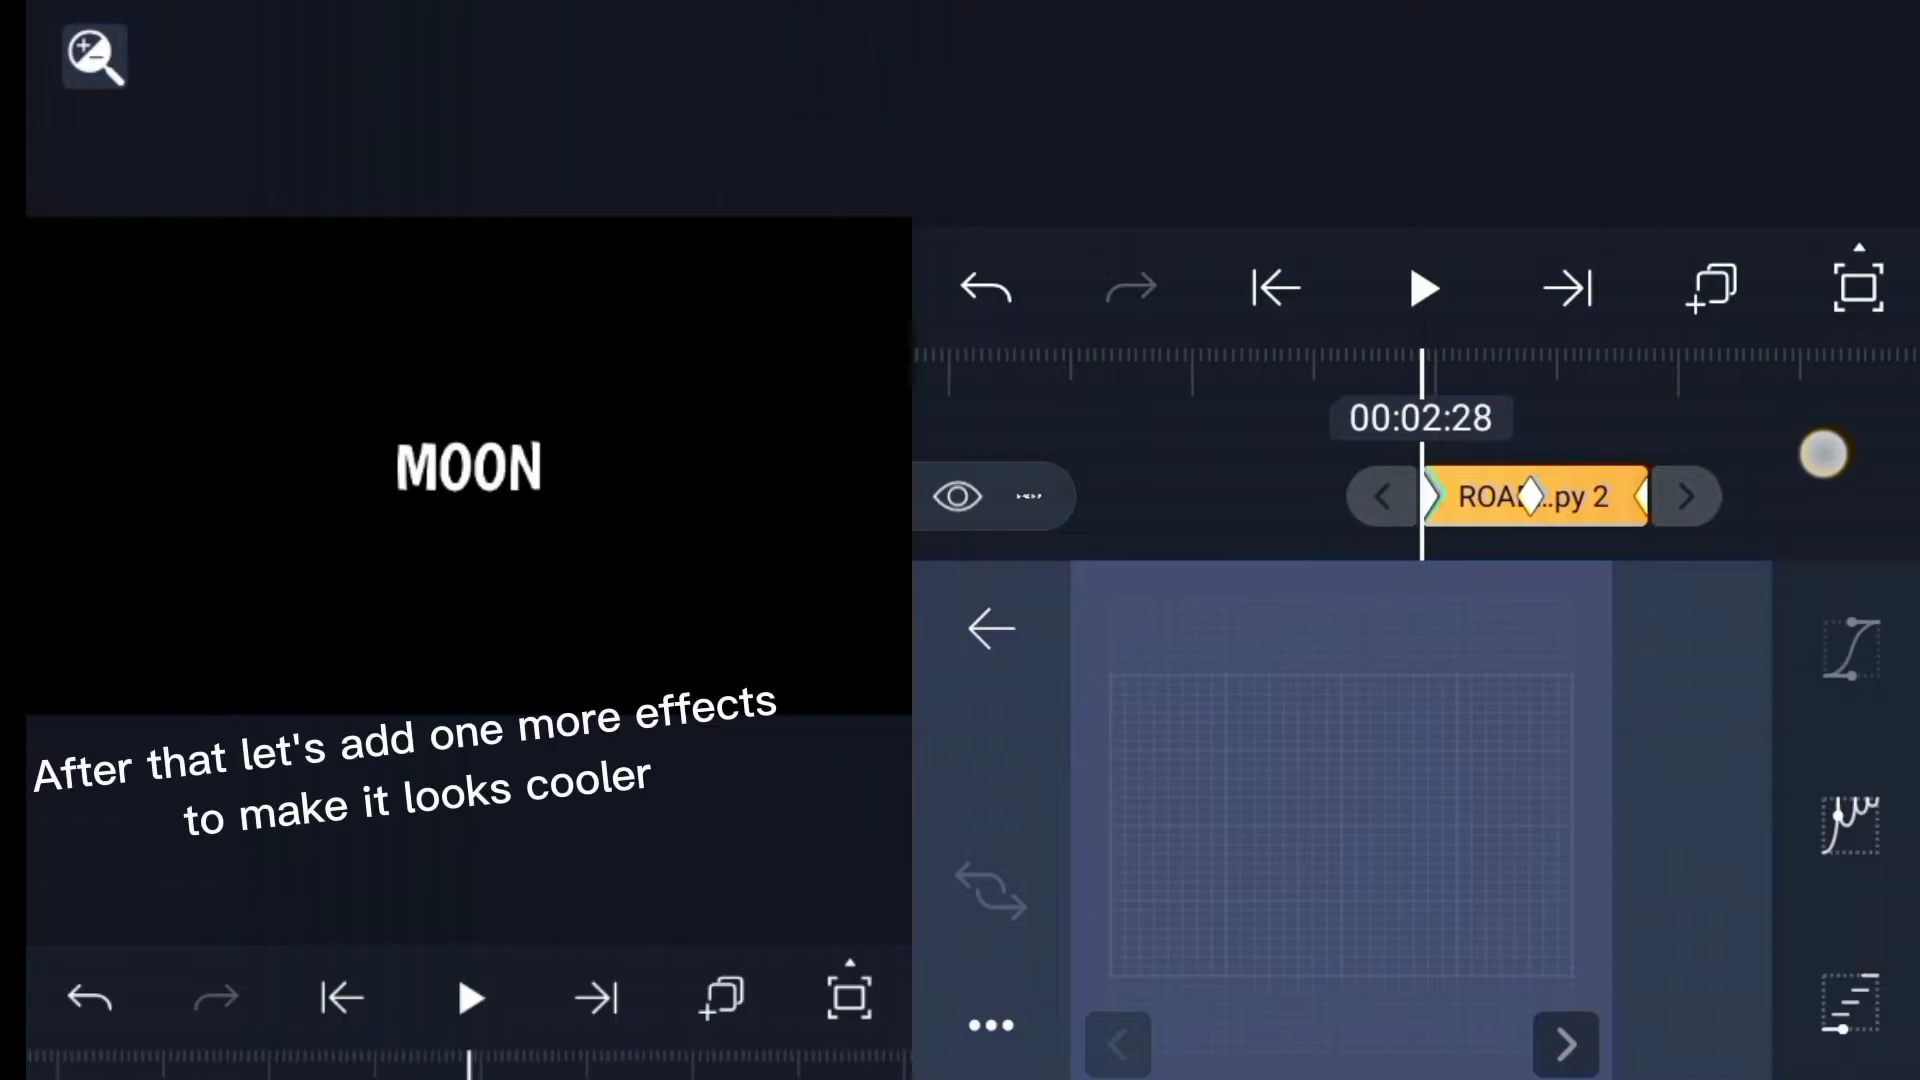 MOON
After that let's add one more effects
to make it looks cooler
00:02:28
ROA...py 2